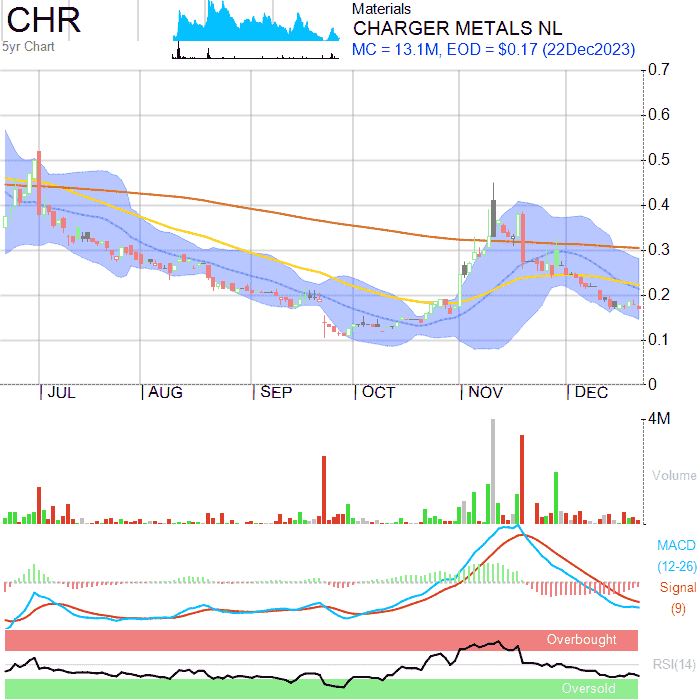 CHR
5yr Chart
Materials
CHARGER METALS NL
MC = 13.1M, EOD = $0.17 (22Dec2023)
0.7
0.6
0.5
0.4
0.3
0.2
0.1
0
JUL AUG SEP OCT NOV DEC
4M
Volume
MACD
(12-26)
Signal
(9)
Overbought
RSI(14)
Oversold